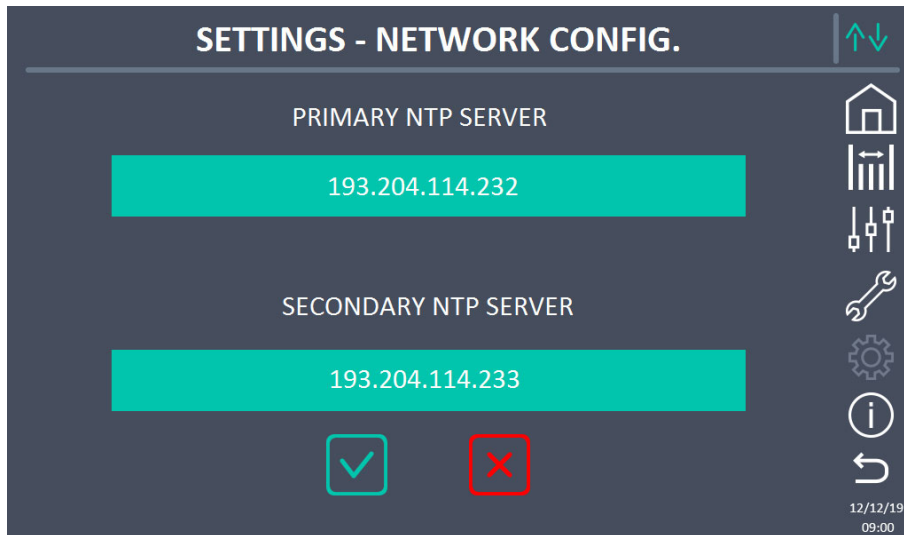 SETTINGS - NETWORK CONFIG.
PRIMARY NTP SERVER
193.204.114.232
SECONDARY NTP SERVER
193.204.114.233
12/12/19
09:00